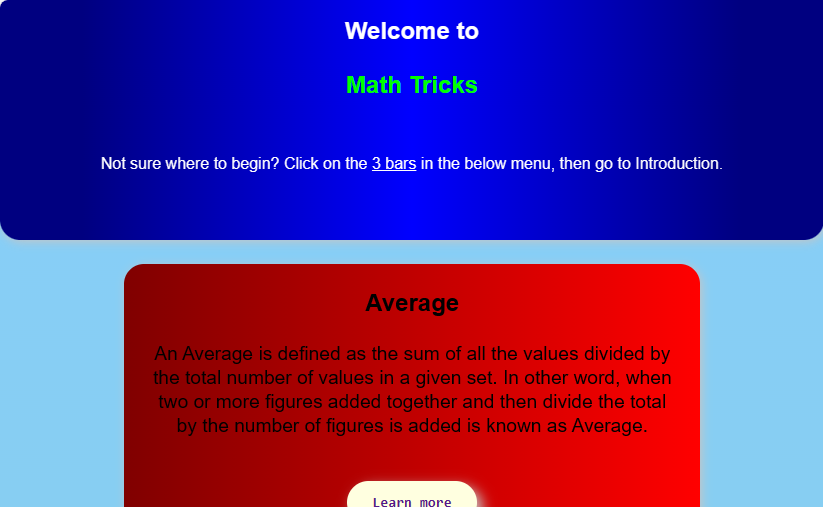 Welcome to
Math Tricks
Not sure where to begin? Click on the 3 bars in the below menu, then go to Introduction.
Average
An Average is defined as the sum of all the values divided by
the total number of values in a given set. In other word, when
two or more figures added together and then divide the total
by the number of figures is added is known as Average.
Learn more